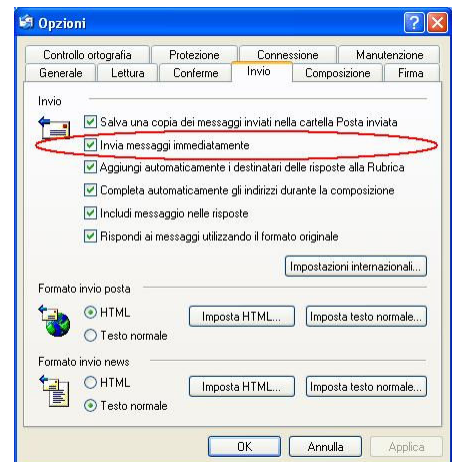 Opzioni
Controllo ortografia Protezione Connessione Manutenzione
Generale Lettura Conferme Invio Composizione Firma
Invio
Salva una copia dei messaggi inviati nella cartella Posta inviata
Invia messaggi immediatamente
Aggiungi automaticamente i destinatari delle risposte alla Rubrica
Completa automaticamente gli indirizzi durante la composizione
Includi messaggio nelle risposte
Rispondi ai messaggi utilizzando il formato originale
Impostazioni internazionali...
Formato invio posta
HTML Imposta HTML... Imposta testo normale...
Testo normale
Formato invio news
HTML Imposta HTML... Imposta testo normale...
Testo normale
OK Annulla Applica